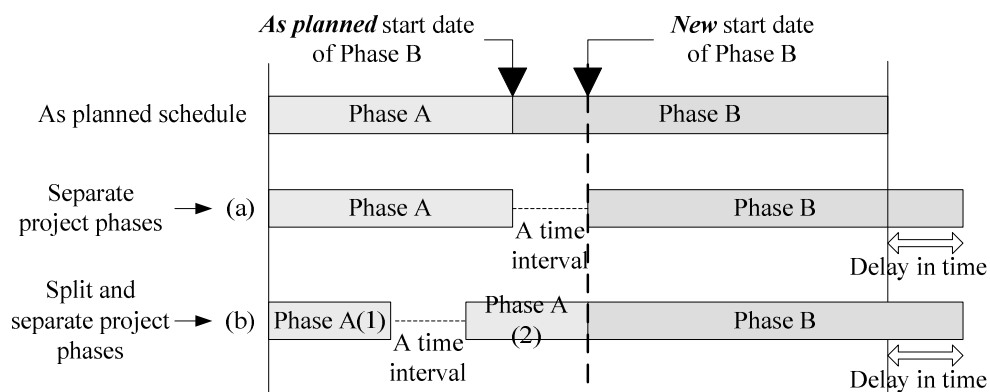 As planned start date
of Phase B
New start date
of Phase B
As planned schedule
Phase A
Phase B
Separate
project phases
(a)
Phase A
A time
interval
Phase B
Delay in time
Split and
separate project
phases
(b)
Phase A(1)
A time
interval
Phase A
(2)
Phase B
Delay in time